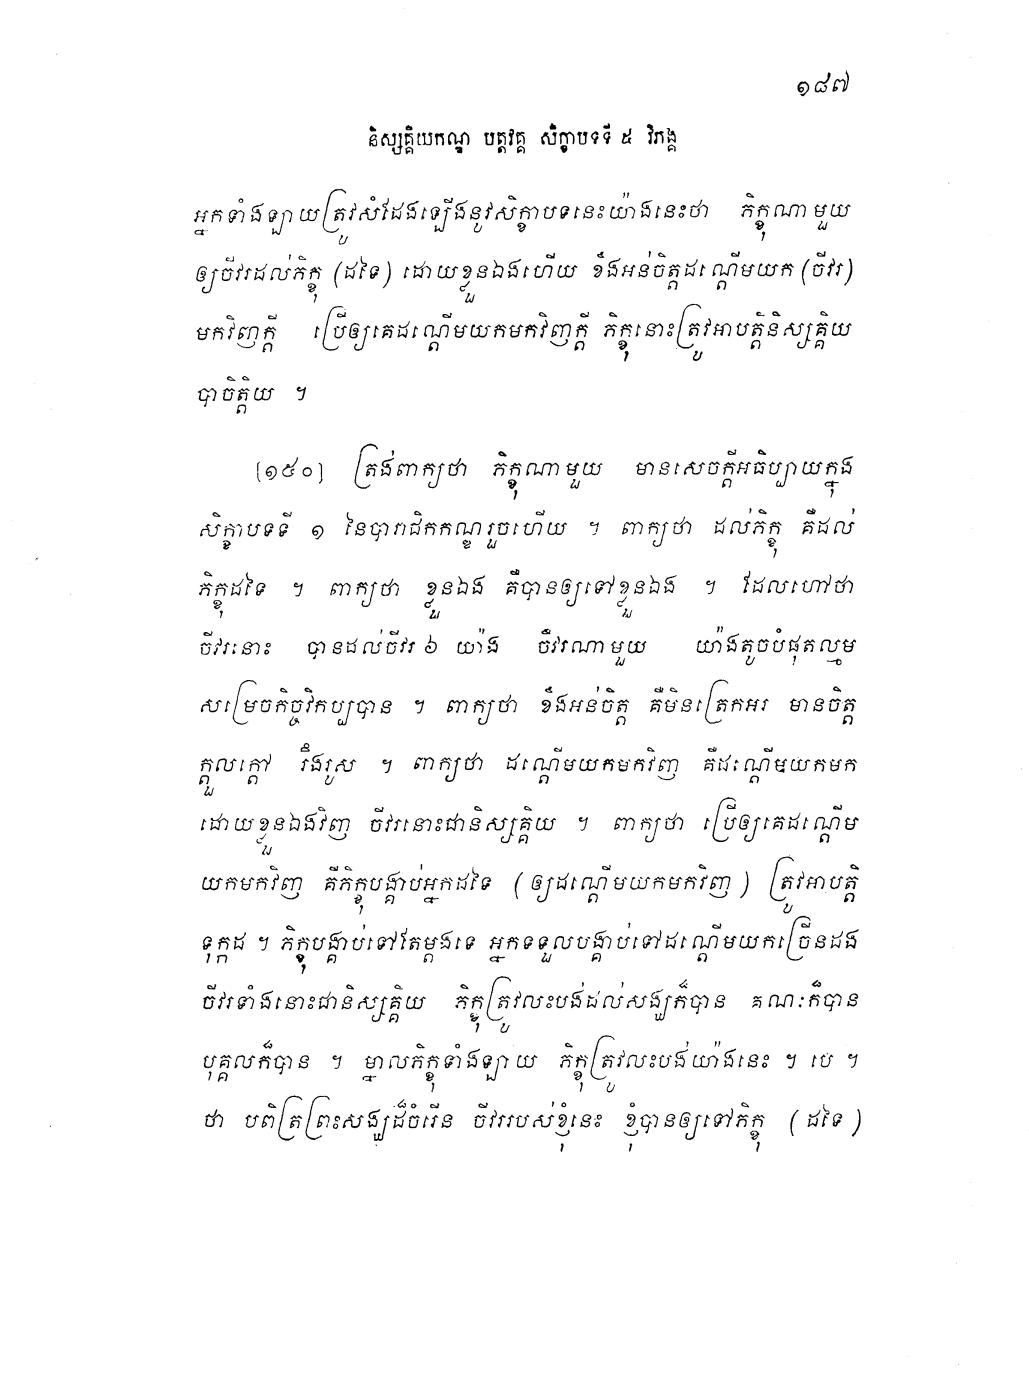 ១៨៧
និស្សគ្គិយកណ្ឌ បត្តវគ្គ សិក្ខាបទទី ៥ វិភង្គ
អ្នកទាំងឡាយត្រូវសំដែងឡើងនូវសិក្ខាបទនេះយ៉ាងនេះថា ភិក្ខុណាមួយ
ឲ្យចីវរដល់ភិក្ខុ (ដទៃ) ដោយខ្លួនឯងហើយ ខឹងអន់ចិត្តដណ្តើមយក (ចីវរ)
មកវិញក្តី ប្រើឲ្យគេដណ្តើមយកមកវិញក្តី ភិក្ខុនោះត្រូវអាបត្តិនិស្សគ្គិយ
បាចិត្តិយ ។
[១៥០] ត្រង់ពាក្យថា ភិក្ខុណាមួយ មានសេចក្តីអធិប្បាយក្នុង
សិក្ខាបទទី ១ នៃបារាជិកកណ្ឌរួចហើយ ។ ពាក្យថា ដល់ភិក្ខុ គឺដល់
ភិក្ខុដទៃ ។ ពាក្យថា ខ្លួនឯង គឺបានឲ្យទៅខ្លួនឯង ។ ដែលហៅថា
ចីវរនោះ បានដល់ចីវរ ៦ យ៉ាង ចីវរណាមួយ យ៉ាងតូចបំផុតល្មម
សម្រេចកិច្ចវិកប្បបាន ។ ពាក្យថា ខឹងអន់ចិត្ត គឺមិនត្រេកអរ មានចិត្ត
ក្តួលក្តៅ រឹងរូស ។ ពាក្យថា ដណ្តើមយកមកវិញ គឺដណ្តើមយកមក
ដោយខ្លួនឯងវិញ ចីវរនោះជានិស្សគ្គិយ ។ ពាក្យថា ប្រើឲ្យគេដណ្តើម
យកមកវិញ គឺភិក្ខុបង្គាប់អ្នកដទៃ (ឲ្យដណ្តើមយកមកវិញ) ត្រូវអាបត្តិ
ទុក្កដ ។ ភិក្ខុបង្គាប់ទៅតែម្តងទេ អ្នកទទួលបង្គាប់ទៅដណ្តើមយកច្រើនដង
ចីវរទាំងនោះជានិស្សគ្គិយ ភិក្ខុត្រូវលះបង់ដល់សង្ឃក៏បាន គណៈក៏បាន
បុគ្គលក៏បាន ។ ម្នាលភិក្ខុទាំងឡាយ ភិក្ខុត្រូវលះបង់យ៉ាងនេះ ។ បេ ។
ថា បពិត្រព្រះសង្ឃដ៏ចំរើន ចីវររបស់ខ្ញុំនេះ ខ្ញុំបានឲ្យទៅភិក្ខុ (ដទៃ)